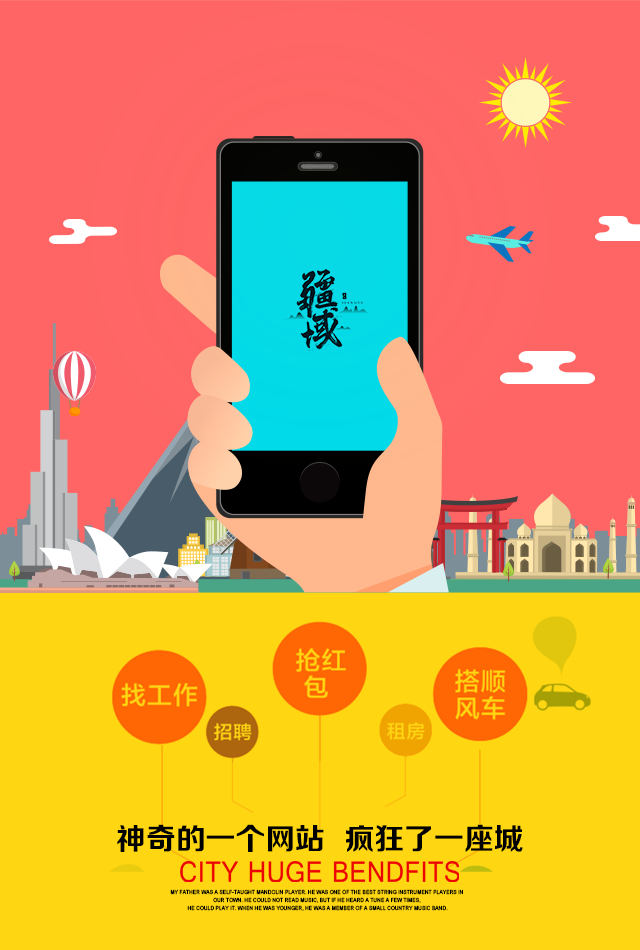 疆
域
抢红
包
找工作
搭顺
风车
招聘
租房
神奇的一个网站 疯狂了一座城
CITY HUGE BENDFITS
MY FATHER WAS A SELF-TAUGHT MANDOLIN PLAYER. HE WAS ONE OF THE BEST STRING INSTRUMENT PLAYERS IN
OUR TOWN. HE COULD NOT READ MUSIC, BUT IF HE HEARD A TUNE A FEW TIMES,
HE COULD PLAY IT. WHEN HE WAS YOUNGER, HE WAS A MEMBER OF A SMALL COUNTRY MUSIC BAND.